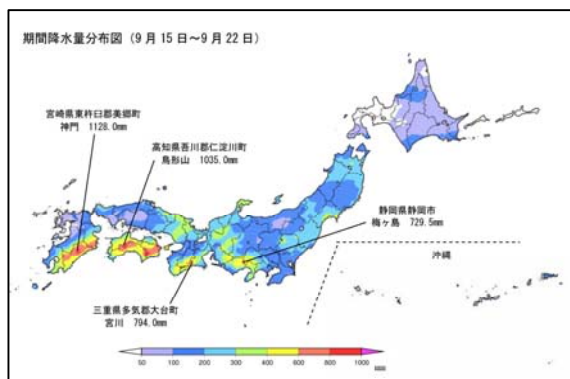 期間降水量分布図(9月15日~9月22日)
宮崎県東杵臼郡美郷町
神門 1128.0mm
高知県吾川郡仁淀川町
鳥形山 1035.0mm
静岡県静岡市
梅ヶ島 729.5mm
沖縄
三重県多気郡大台町
宮川 794.0mm
50 100 200 300 400 600 800 1000 mm